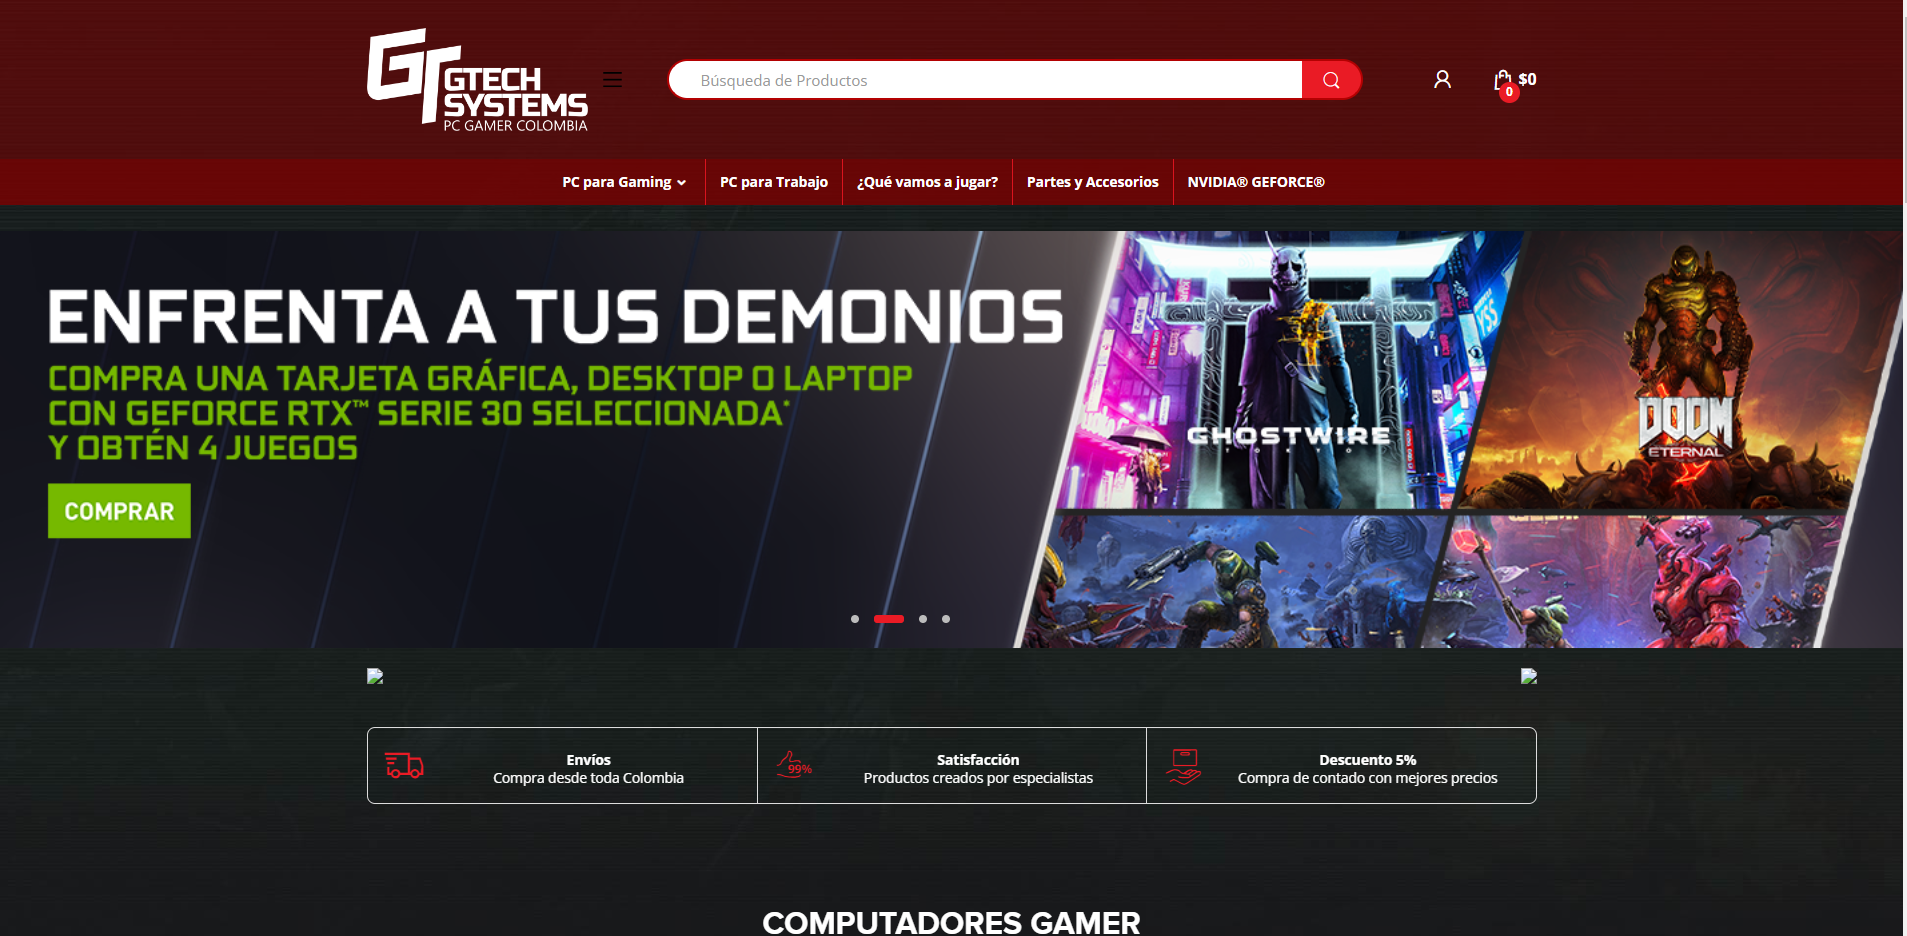 GT
GTECH
SYSTEMS
PC GAMER COLOMBIA
Búsqueda de Productos
$0
0
PC para Gaming
PC para Trabajo
¿Qué vamos a jugar?
Partes y Accesorios
NVIDIA® GEFORCE®
ENFRENTA A TUS DEMONIOS
COMPRA UNA TARJETA GRÁFICA, DESKTOP O LAPTOP
CON GEFORCE RTX™ SERIE 30 SELECCIONADA*
Y OBTÉN 4 JUEGOS
COMPRAR
GHOSTWIRE
TOKYO
DOOM
ETERNAL
Envíos
Compra desde toda Colombia
99%
Satisfacción
Productos creados por especialistas
Descuento 5%
Compra de contado con mejores precios
COMPUTADORES GAMER